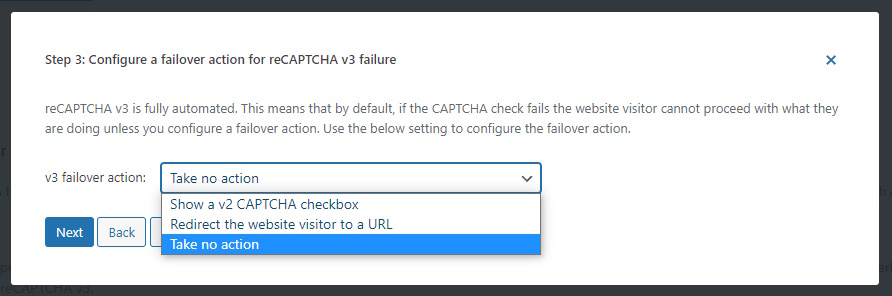 Step 3: Configure a failover action for reCAPTCHA v3 failure
reCAPTCHA v3 is fully automated. This means that by default, if the CAPTCHA check fails the website visitor cannot proceed with what they
are doing unless you configure a failover action. Use the below setting to configure the failover action.
v3 failover action: Take no action
Show a v2 CAPTCHA checkbox
Redirect the website visitor to a URL
Take no action
Next Back
reCAPTCHA v3.